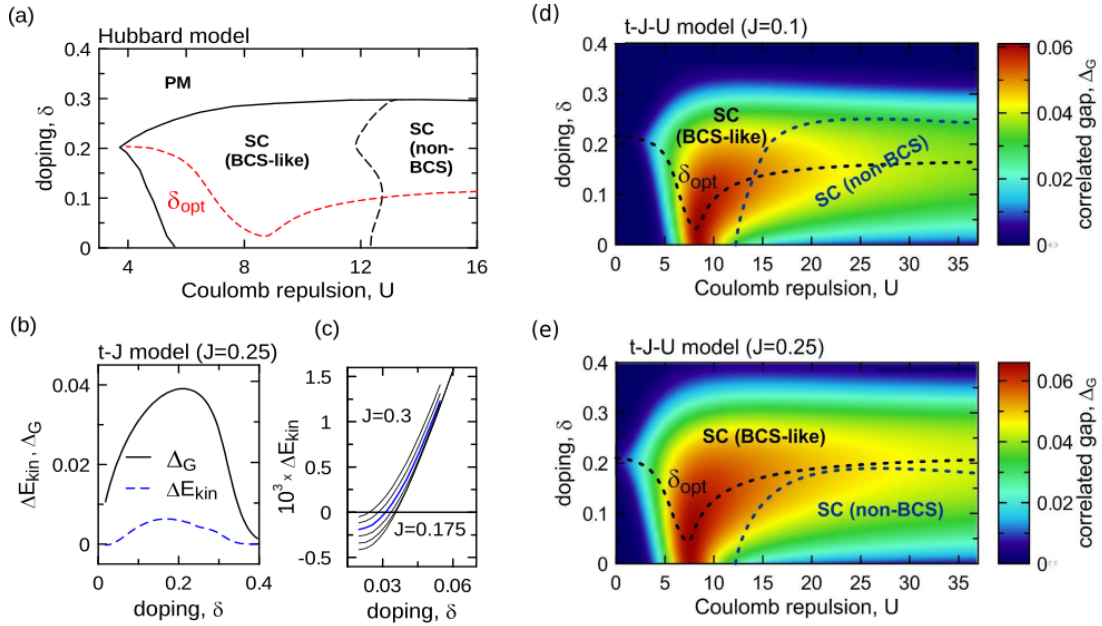 (a)
Hubbard model
0.4
0.3
0.2
0.1
0
doping, δ
PM
SC
(BCS-like)
SC
(non-
BCS)
δopt
4
8
12
16
Coulomb repulsion, U
(b)
t-J model (J=0.25)
0.04
0.02
0
ΔEkin, ΔG
ΔG
ΔEkin
0
0.2
0.4
doping, δ
(c)
1.5
1
0.5
0
-0.5
10³ x ΔEkin
J=0.3
J=0.175
0.03
0.06
doping, δ
(d)
t-J-U model (J=0.1)
0.4
0.3
0.2
0.1
0
doping, δ
SC
(BCS-like)
δopt
SC (non-BCS)
0
5
10
15
20
25
30
35
Coulomb repulsion, U
0.06
0.04
0.02
0
correlated gap, ΔG
(e)
t-J-U model (J=0.25)
0.4
0.3
0.2
0.1
0
doping, δ
SC (BCS-like)
δopt
SC (non-BCS)
0
5
10
15
20
25
30
35
Coulomb repulsion, U
0.06
0.04
0.02
0
correlated gap, ΔG